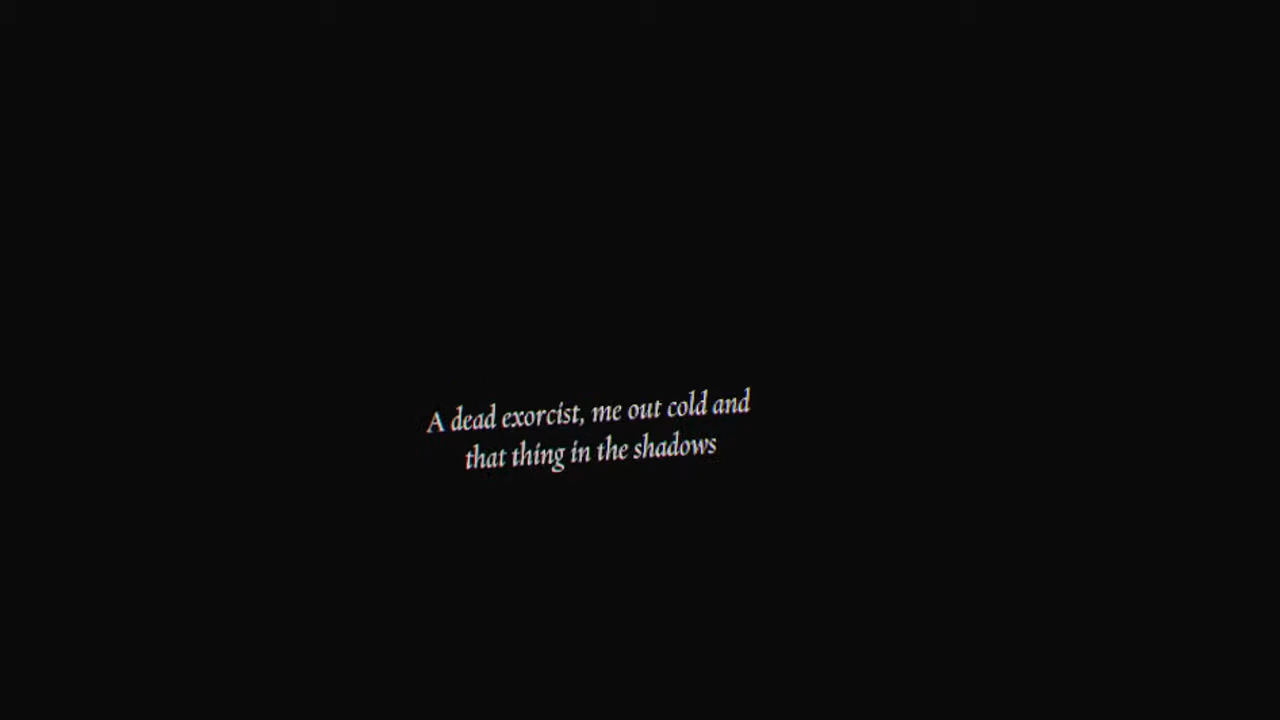 A dead exorcist, me out cold and
that thing in the shadows